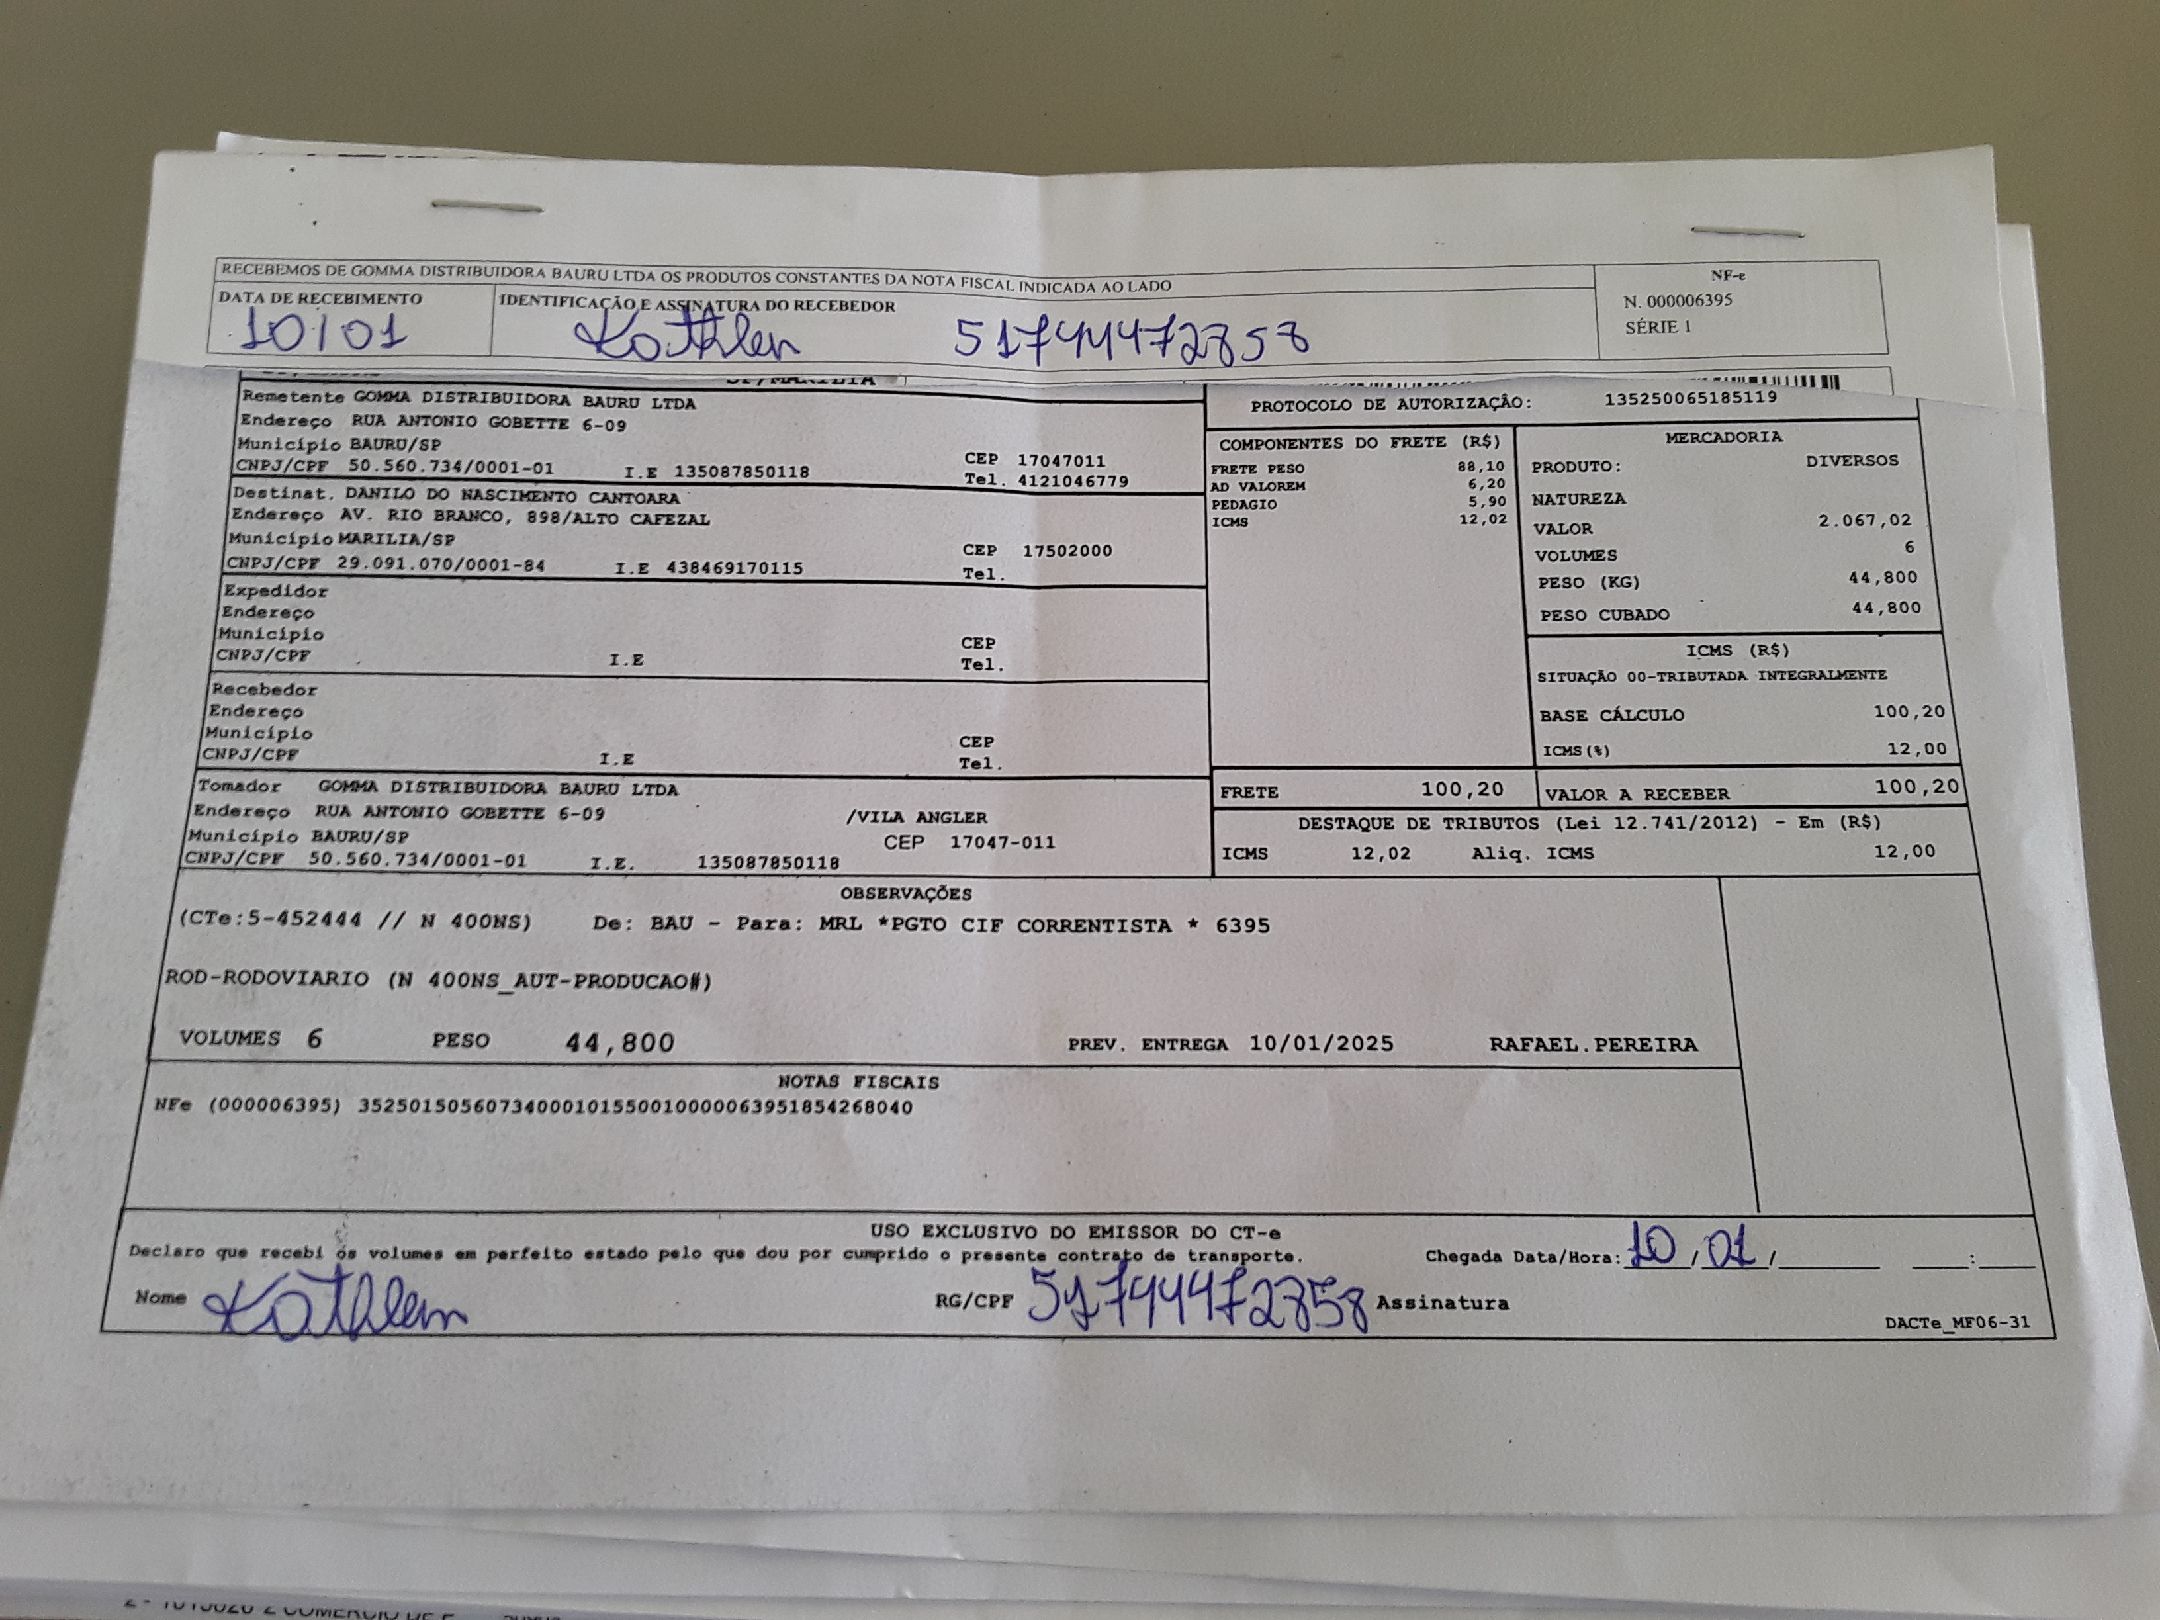 RECEBEMOS DE GOMMA DISTRIBUIDORA BAURU LTDA OS PRODUTOS CONSTANTES DA NOTA FISCAL INDICADA AO LADO
NF-e
N. 000006395
SÉRIE 1
DATA DE RECEBIMENTO
10/01
IDENTIFICAÇÃO E ASSINATURA DO RECEBEDOR
Kathlen 51744472858
SP/MARILIA
Remetente GOMMA DISTRIBUIDORA BAURU LTDA
Endereço RUA ANTONIO GOBETTE 6-09
Município BAURU/SP CEP 17047011
CNPJ/CPF 50.560.734/0001-01 I.E 135087850118 Tel. 4121046779
Destinat. DANILO DO NASCIMENTO CANTOARA
Endereço AV. RIO BRANCO, 898/ALTO CAFEZAL
Município MARILIA/SP CEP 17502000
CNPJ/CPF 29.091.070/0001-84 I.E 438469170115 Tel.
Expedidor
Endereço
Município CEP
CNPJ/CPF I.E Tel.
Recebedor
Endereço
Município CEP
CNPJ/CPF I.E Tel.
Tomador GOMMA DISTRIBUIDORA BAURU LTDA
Endereço RUA ANTONIO GOBETTE 6-09 /VILA ANGLER
Município BAURU/SP CEP 17047-011
CNPJ/CPF 50.560.734/0001-01 I.E. 135087850118
PROTOCOLO DE AUTORIZAÇÃO: 135250065185119
COMPONENTES DO FRETE (R$)
FRETE PESO 88,10
AD VALOREM 6,20
PEDAGIO 5,90
ICMS 12,02
MERCADORIA
PRODUTO: DIVERSOS
NATUREZA
VALOR 2.067,02
VOLUMES 6
PESO (KG) 44,800
PESO CUBADO 44,800
ICMS (R$)
SITUAÇÃO 00-TRIBUTADA INTEGRALMENTE
BASE CÁLCULO 100,20
ICMS(%) 12,00
FRETE 100,20 VALOR A RECEBER 100,20
DESTAQUE DE TRIBUTOS (Lei 12.741/2012) - Em (R$)
ICMS 12,02 Aliq. ICMS 12,00
OBSERVAÇÕES
(CTe:5-452444 // N 400NS) De: BAU - Para: MRL *PGTO CIF CORRENTISTA * 6395
ROD-RODOVIARIO (N 400NS_AUT-PRODUCAO#)
VOLUMES 6 PESO 44,800 PREV. ENTREGA 10/01/2025 RAFAEL.PEREIRA
NOTAS FISCAIS
NFe (000006395) 35250150560734000101550010000063951854268040
USO EXCLUSIVO DO EMISSOR DO CT-e
Declaro que recebi os volumes em perfeito estado pelo que dou por cumprido o presente contrato de transporte. Chegada Data/Hora: 10/01/ :
Nome Kathlen RG/CPF 51744472858 Assinatura
DACTe_MF06-31